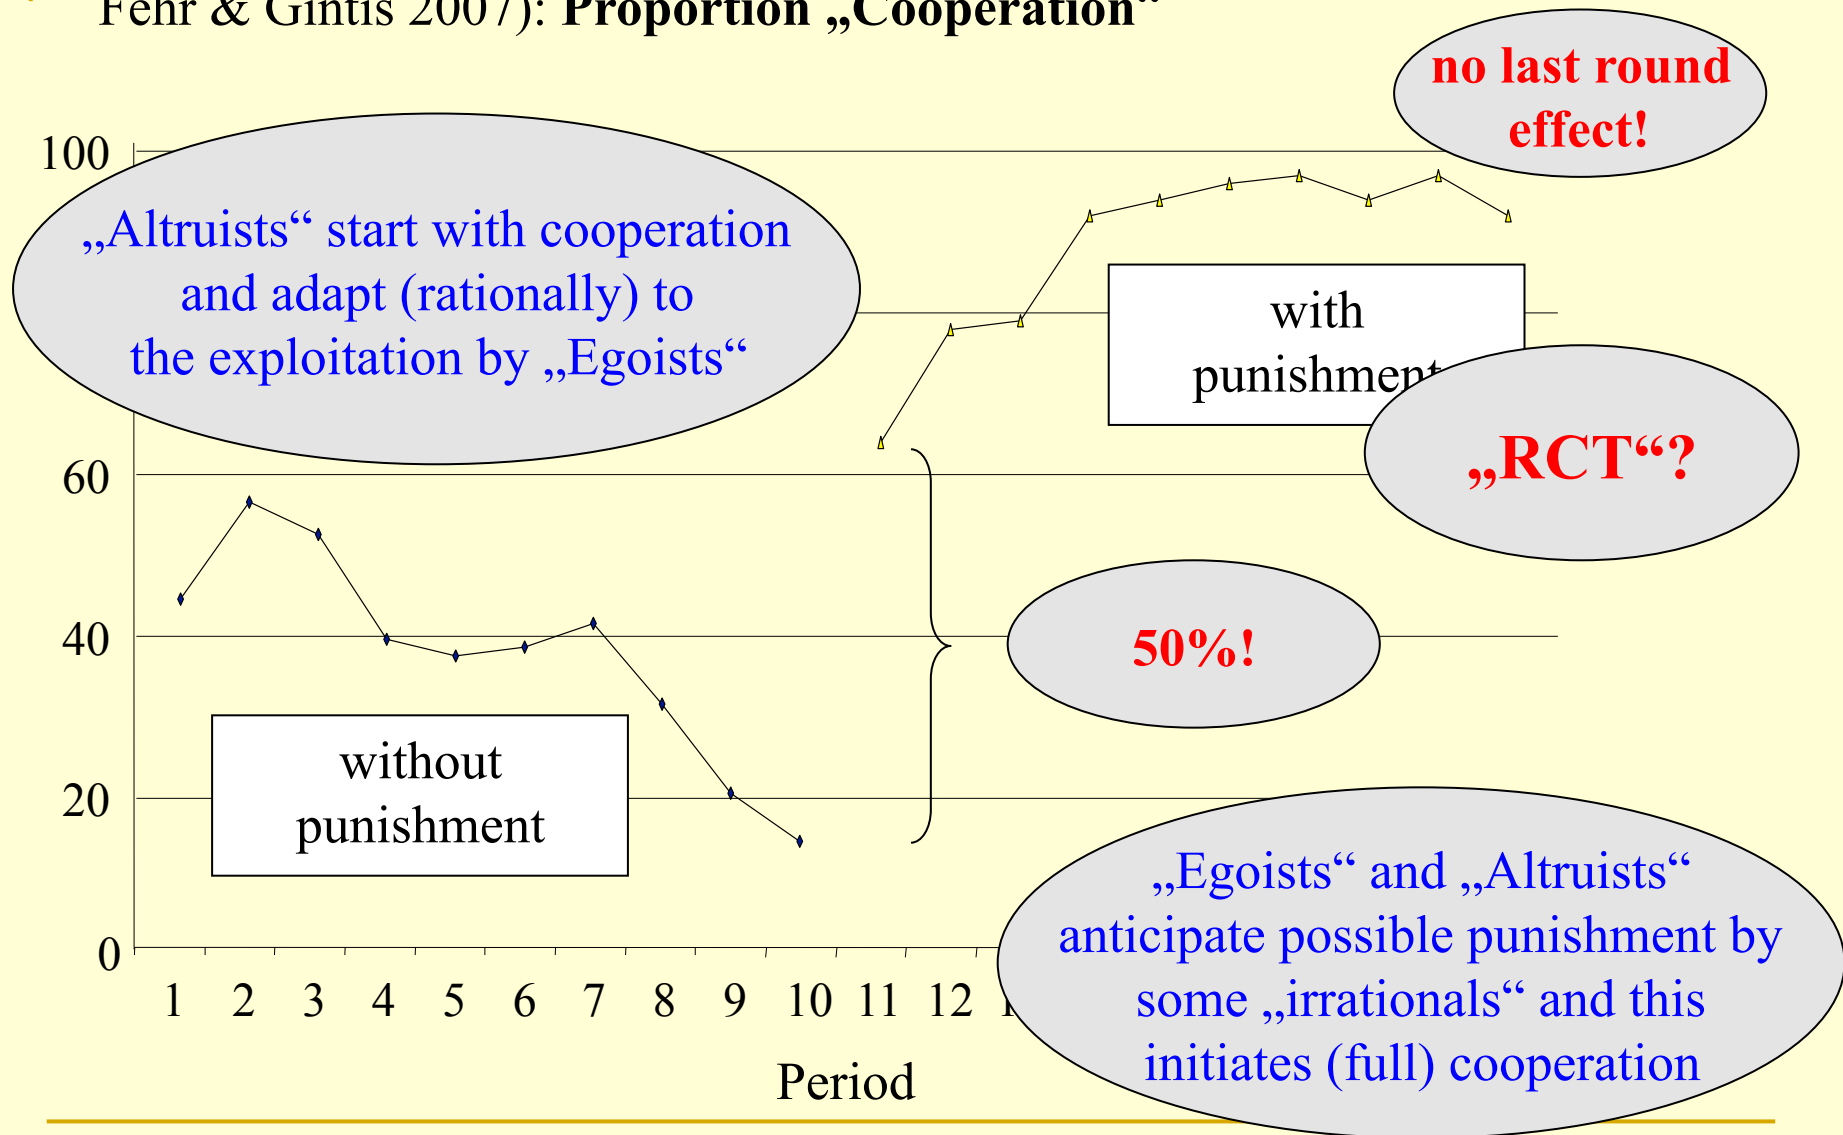 Fehr & Gintis 2007): Proportion „Cooperation“
no last round
effect!
100
„Altruists“ start with cooperation
and adapt (rationally) to
the exploitation by „Egoists“
with
punishment
„RCT“?
60
40
50%!
without
punishment
20
„Egoists“ and „Altruists“
anticipate possible punishment by
some „irrationals“ and this
initiates (full) cooperation
0
1 2 3 4 5 6 7 8 9 10 11 12
Period